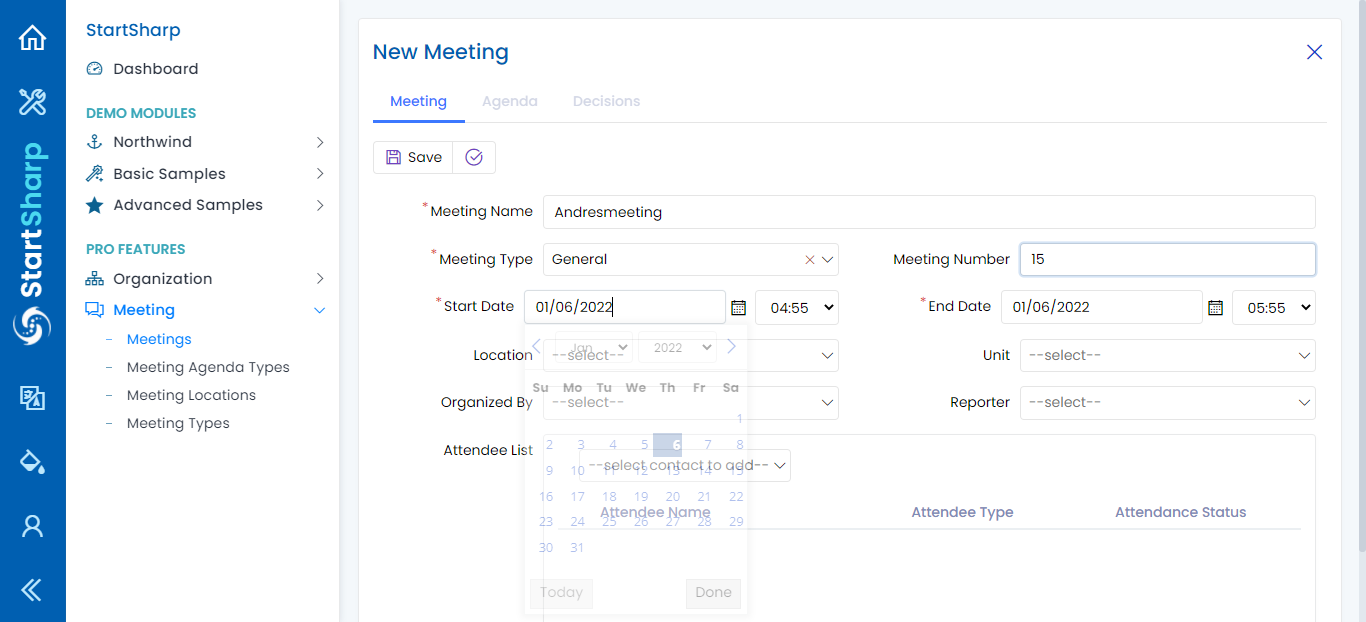 StartSharp
StartSharp
Dashboard
DEMO MODULES
Northwind
Basic Samples
Advanced Samples
PRO FEATURES
Organization
Meeting
Meetings
Meeting Agenda Types
Meeting Locations
Meeting Types
New Meeting
Meeting Agenda Decisions
Save
*Meeting Name Andresmeeting
*Meeting Type General Meeting Number 15
*Start Date 01/06/2022 04:55 *End Date 01/06/2022 05:55
Location --select-- Unit --select--
Jan 2022
Su Mo Tu We Th Fr Sa
Organized By --select-- Reporter --select--
1
2 3 4 5 6 7 8
Attendee List
--select contact to add--
9 10 11 12 13 14 15
16 17 18 19 20 21 22
Attendee Name Attendee Type Attendance Status
23 24 25 26 27 28 29
30 31
Today Done